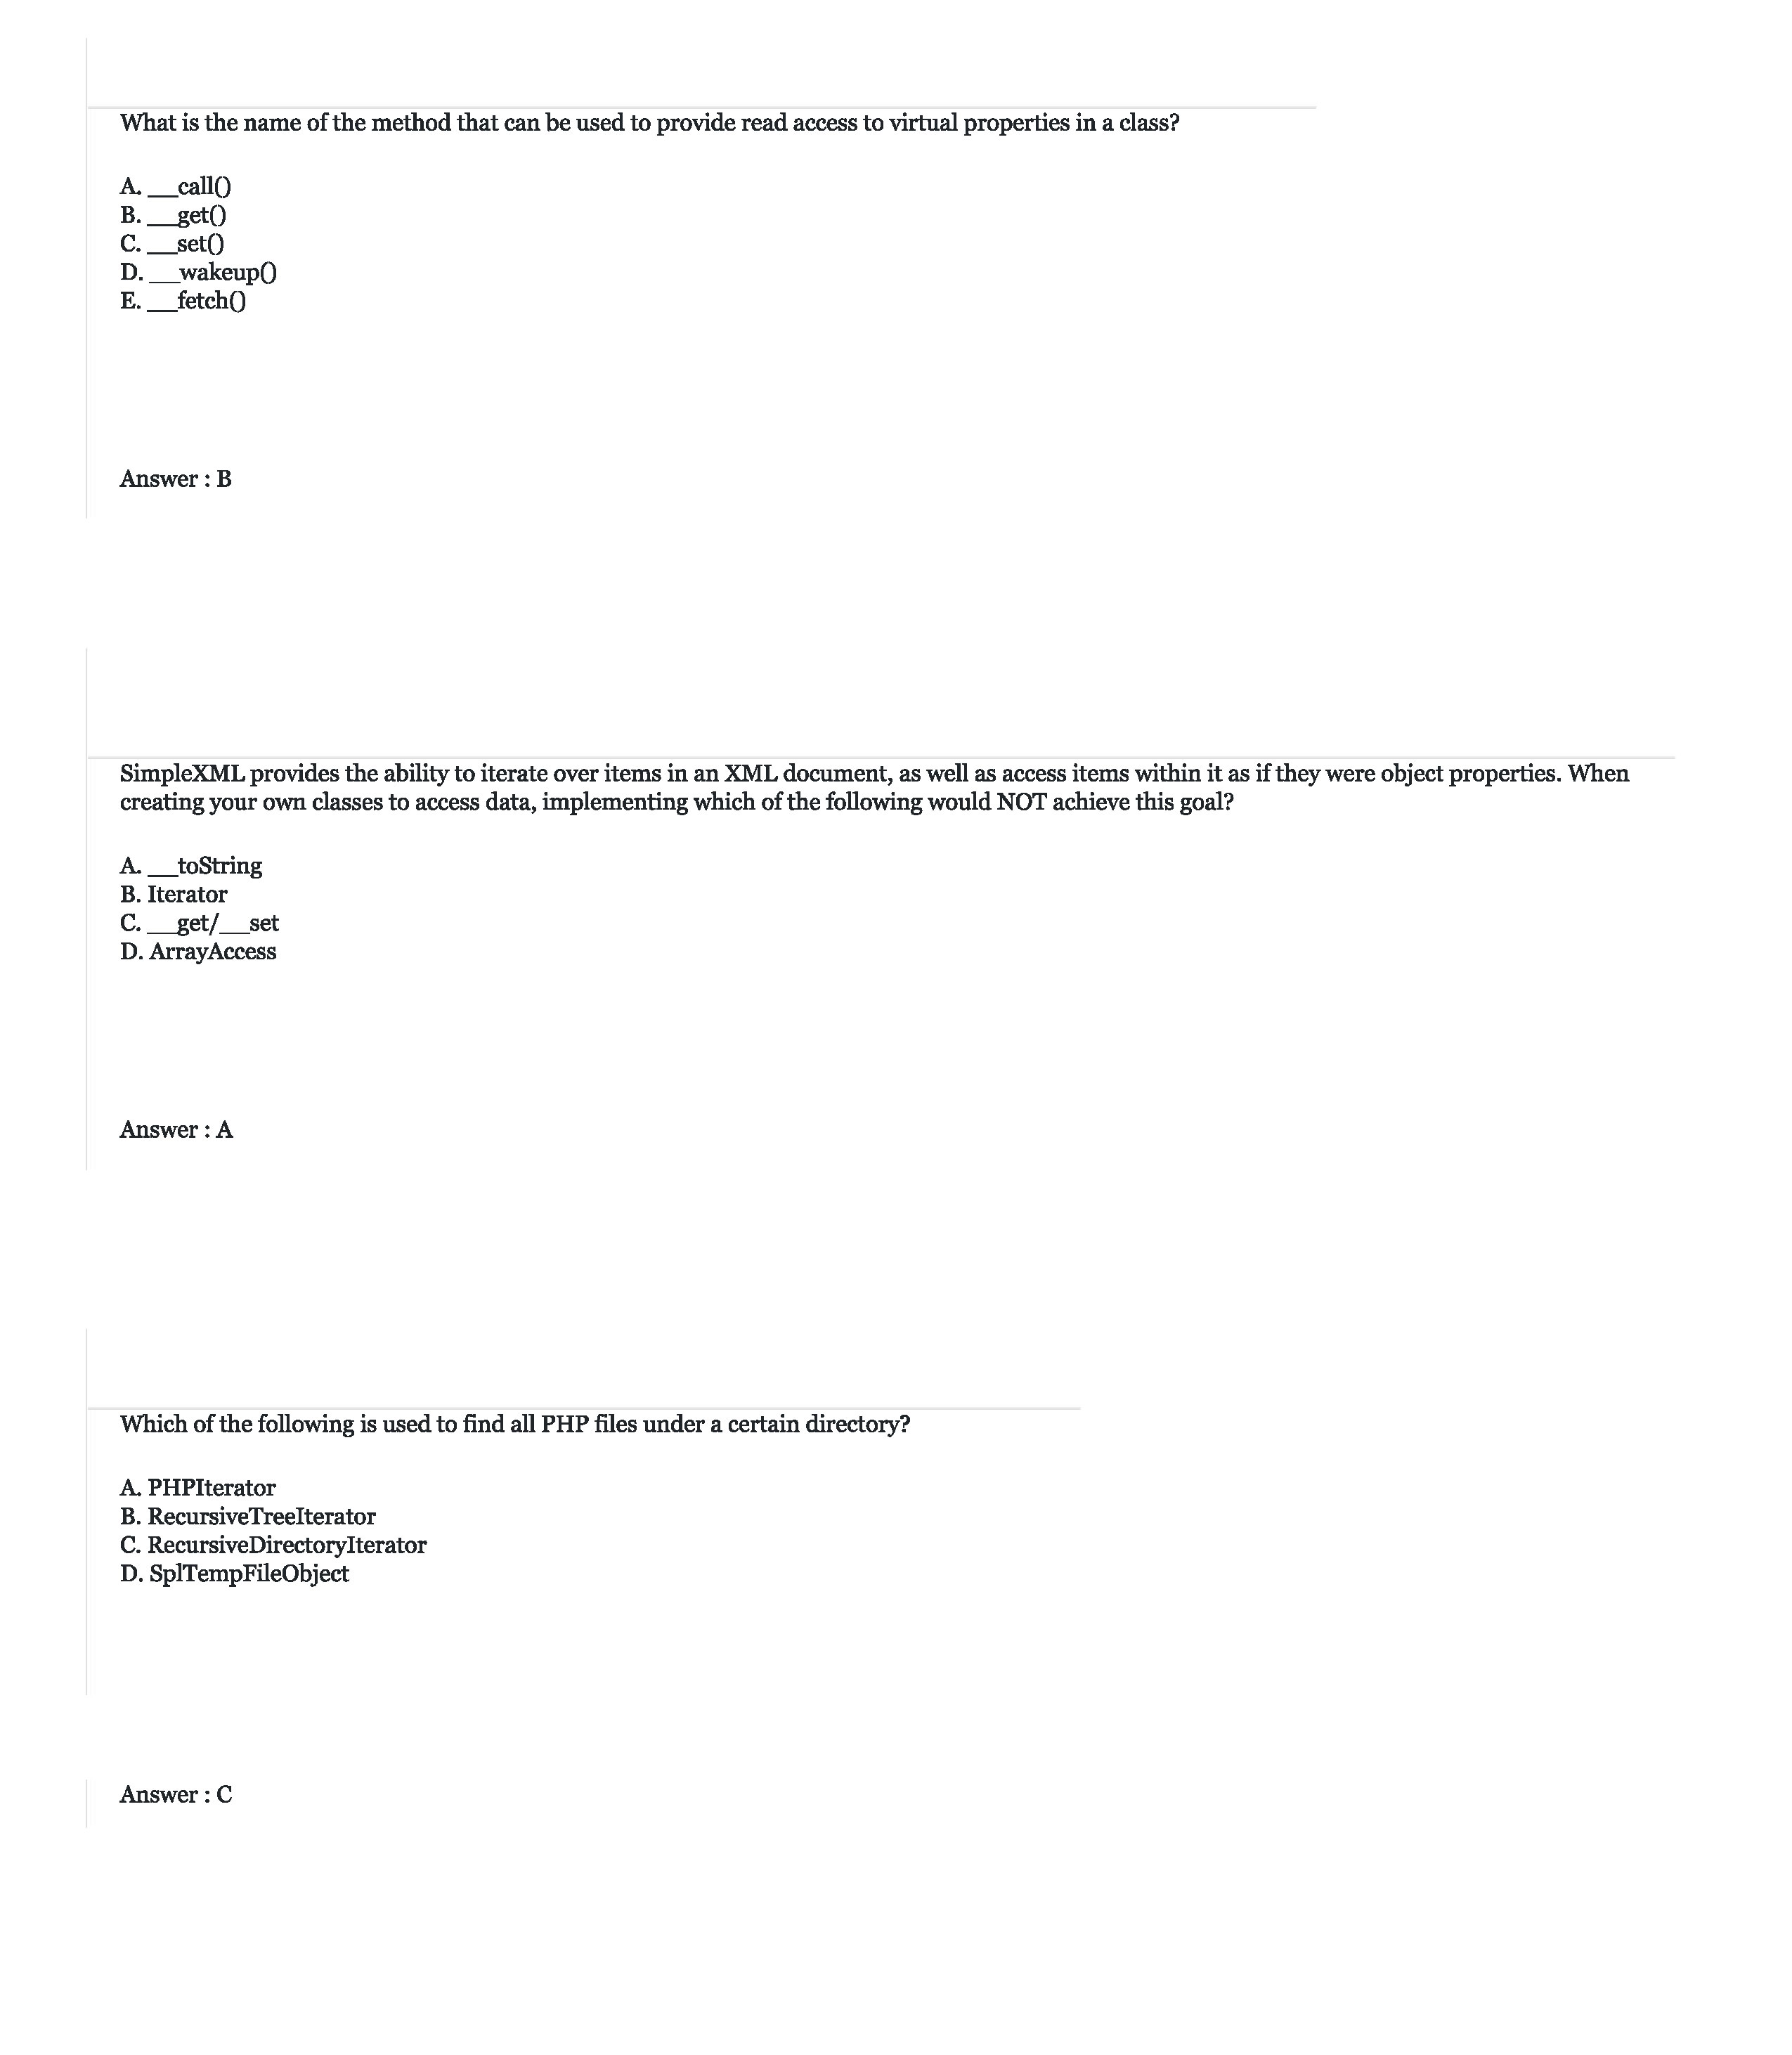 What is the name of the method that can be used to provide read access to virtual properties in a class?
A. __call()
B. __get()
C. __set()
D. __wakeup()
E. __fetch()
Answer : B
SimpleXML provides the ability to iterate over items in an XML document, as well as access items within it as if they were object properties. When
creating your own classes to access data, implementing which of the following would NOT achieve this goal?
A. __toString
B. Iterator
C. __get/__set
D. ArrayAccess
Answer : A
Which of the following is used to find all PHP files under a certain directory?
A. PHPIterator
B. RecursiveTreeIterator
C. RecursiveDirectoryIterator
D. SplTempFileObject
Answer : C